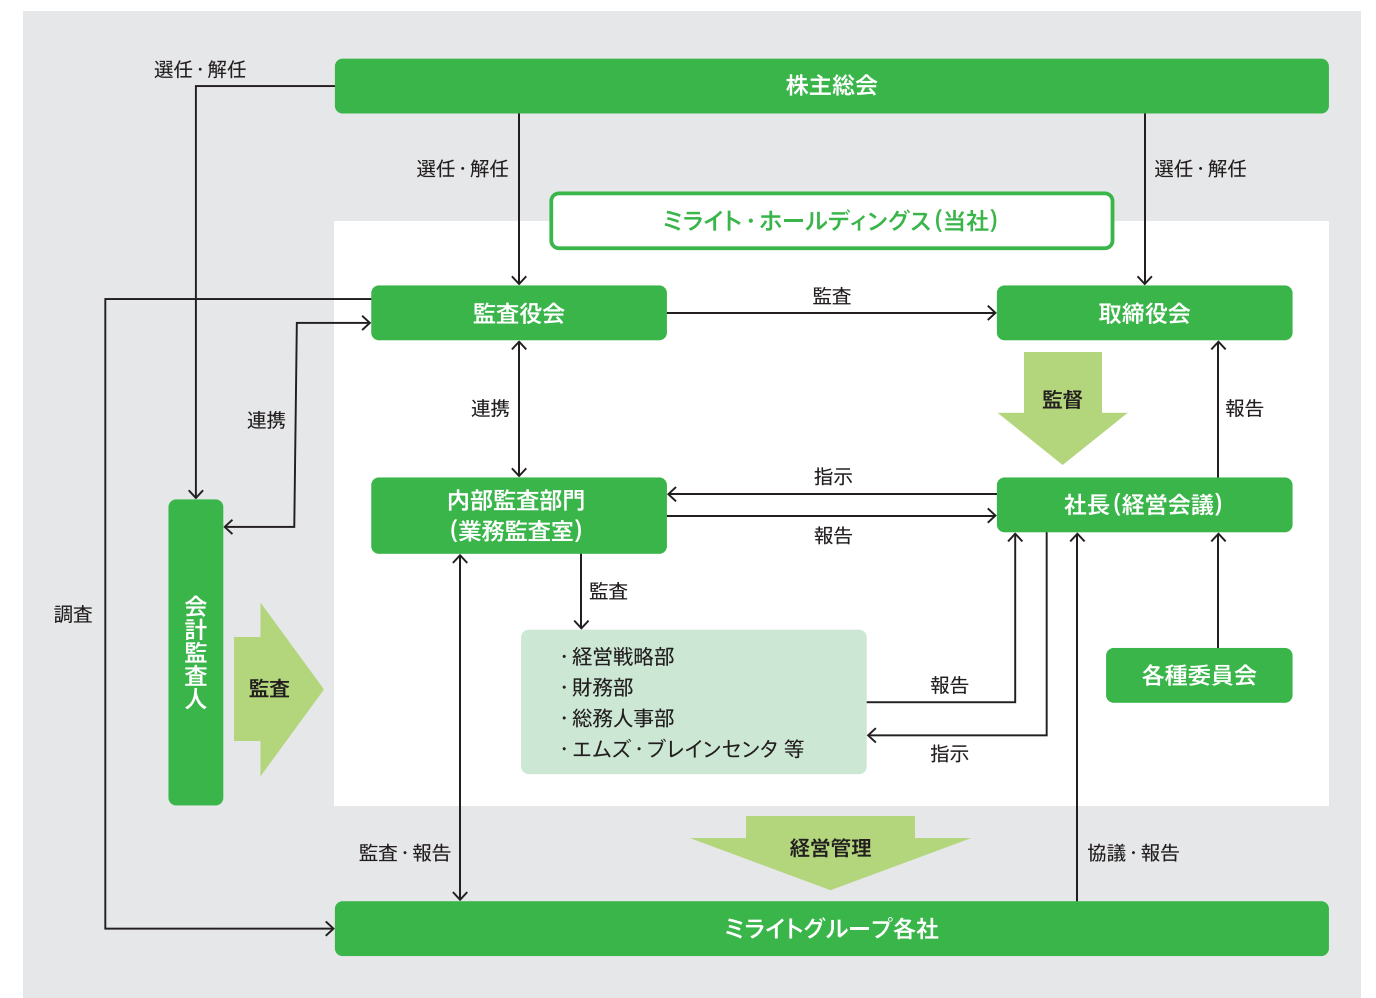 株主総会
選任・解任
選任・解任
選任・解任
ミライト・ホールディングス(当社)
監査役会
監査
取締役会
連携
連携
監督
報告
内部監査部門
(業務監査室)
指示
報告
社長(経営会議)
会計監査人
調査
監査
監査
・経営戦略部
・財務部
・総務人事部
・エムズ・ブレインセンタ 等
報告
指示
各種委員会
監査・報告
経営管理
協議・報告
ミライトグループ各社